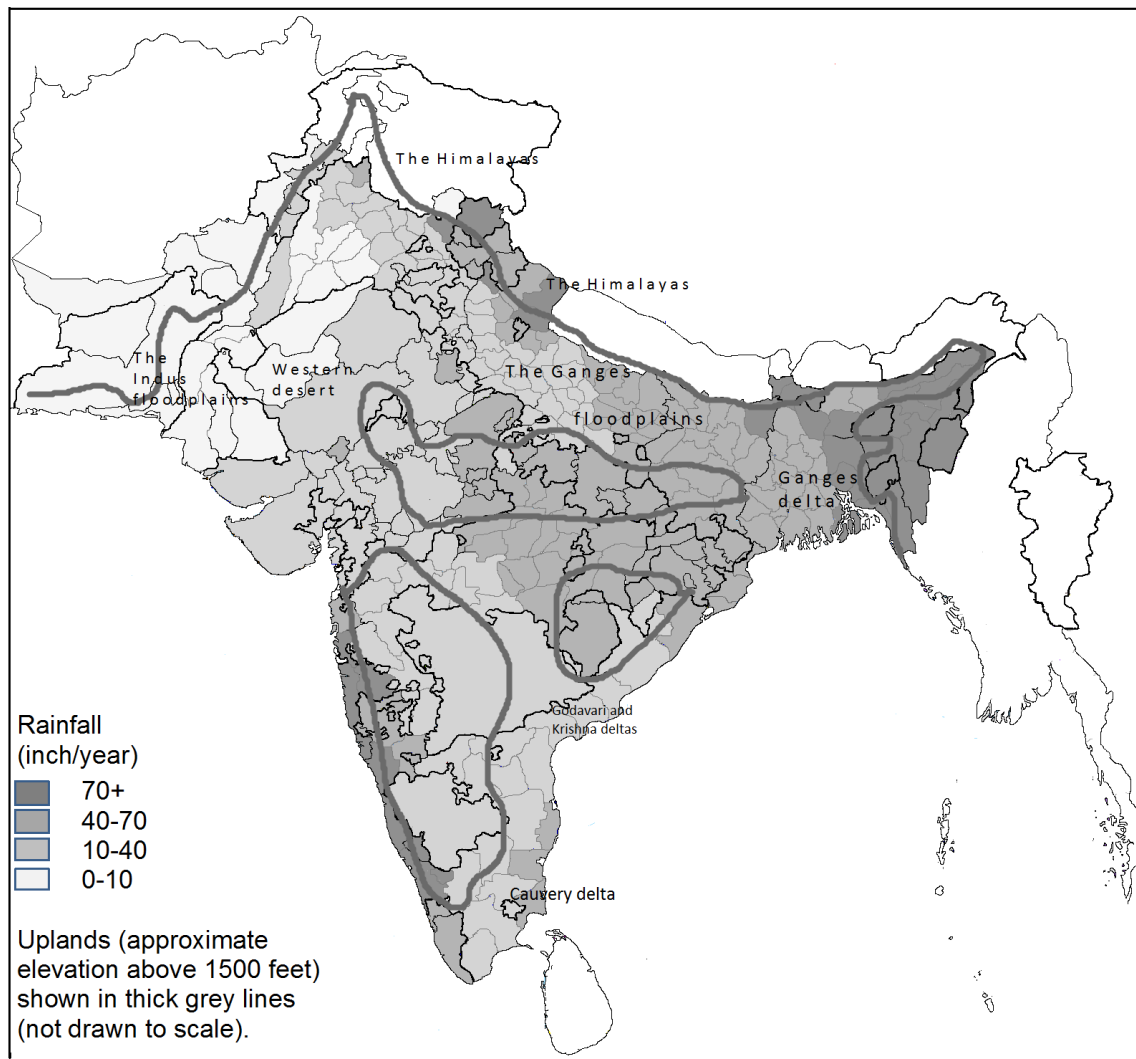 The Himalayas
The Himalayas
The
Indus
floodplains
Western
desert
The Ganges
floodplains
Ganges
delta
Godavari and
Krishna deltas
Cauvery delta
Rainfall
(inch/year)
70+
40-70
10-40
0-10
Uplands (approximate
elevation above 1500 feet)
shown in thick grey lines
(not drawn to scale).